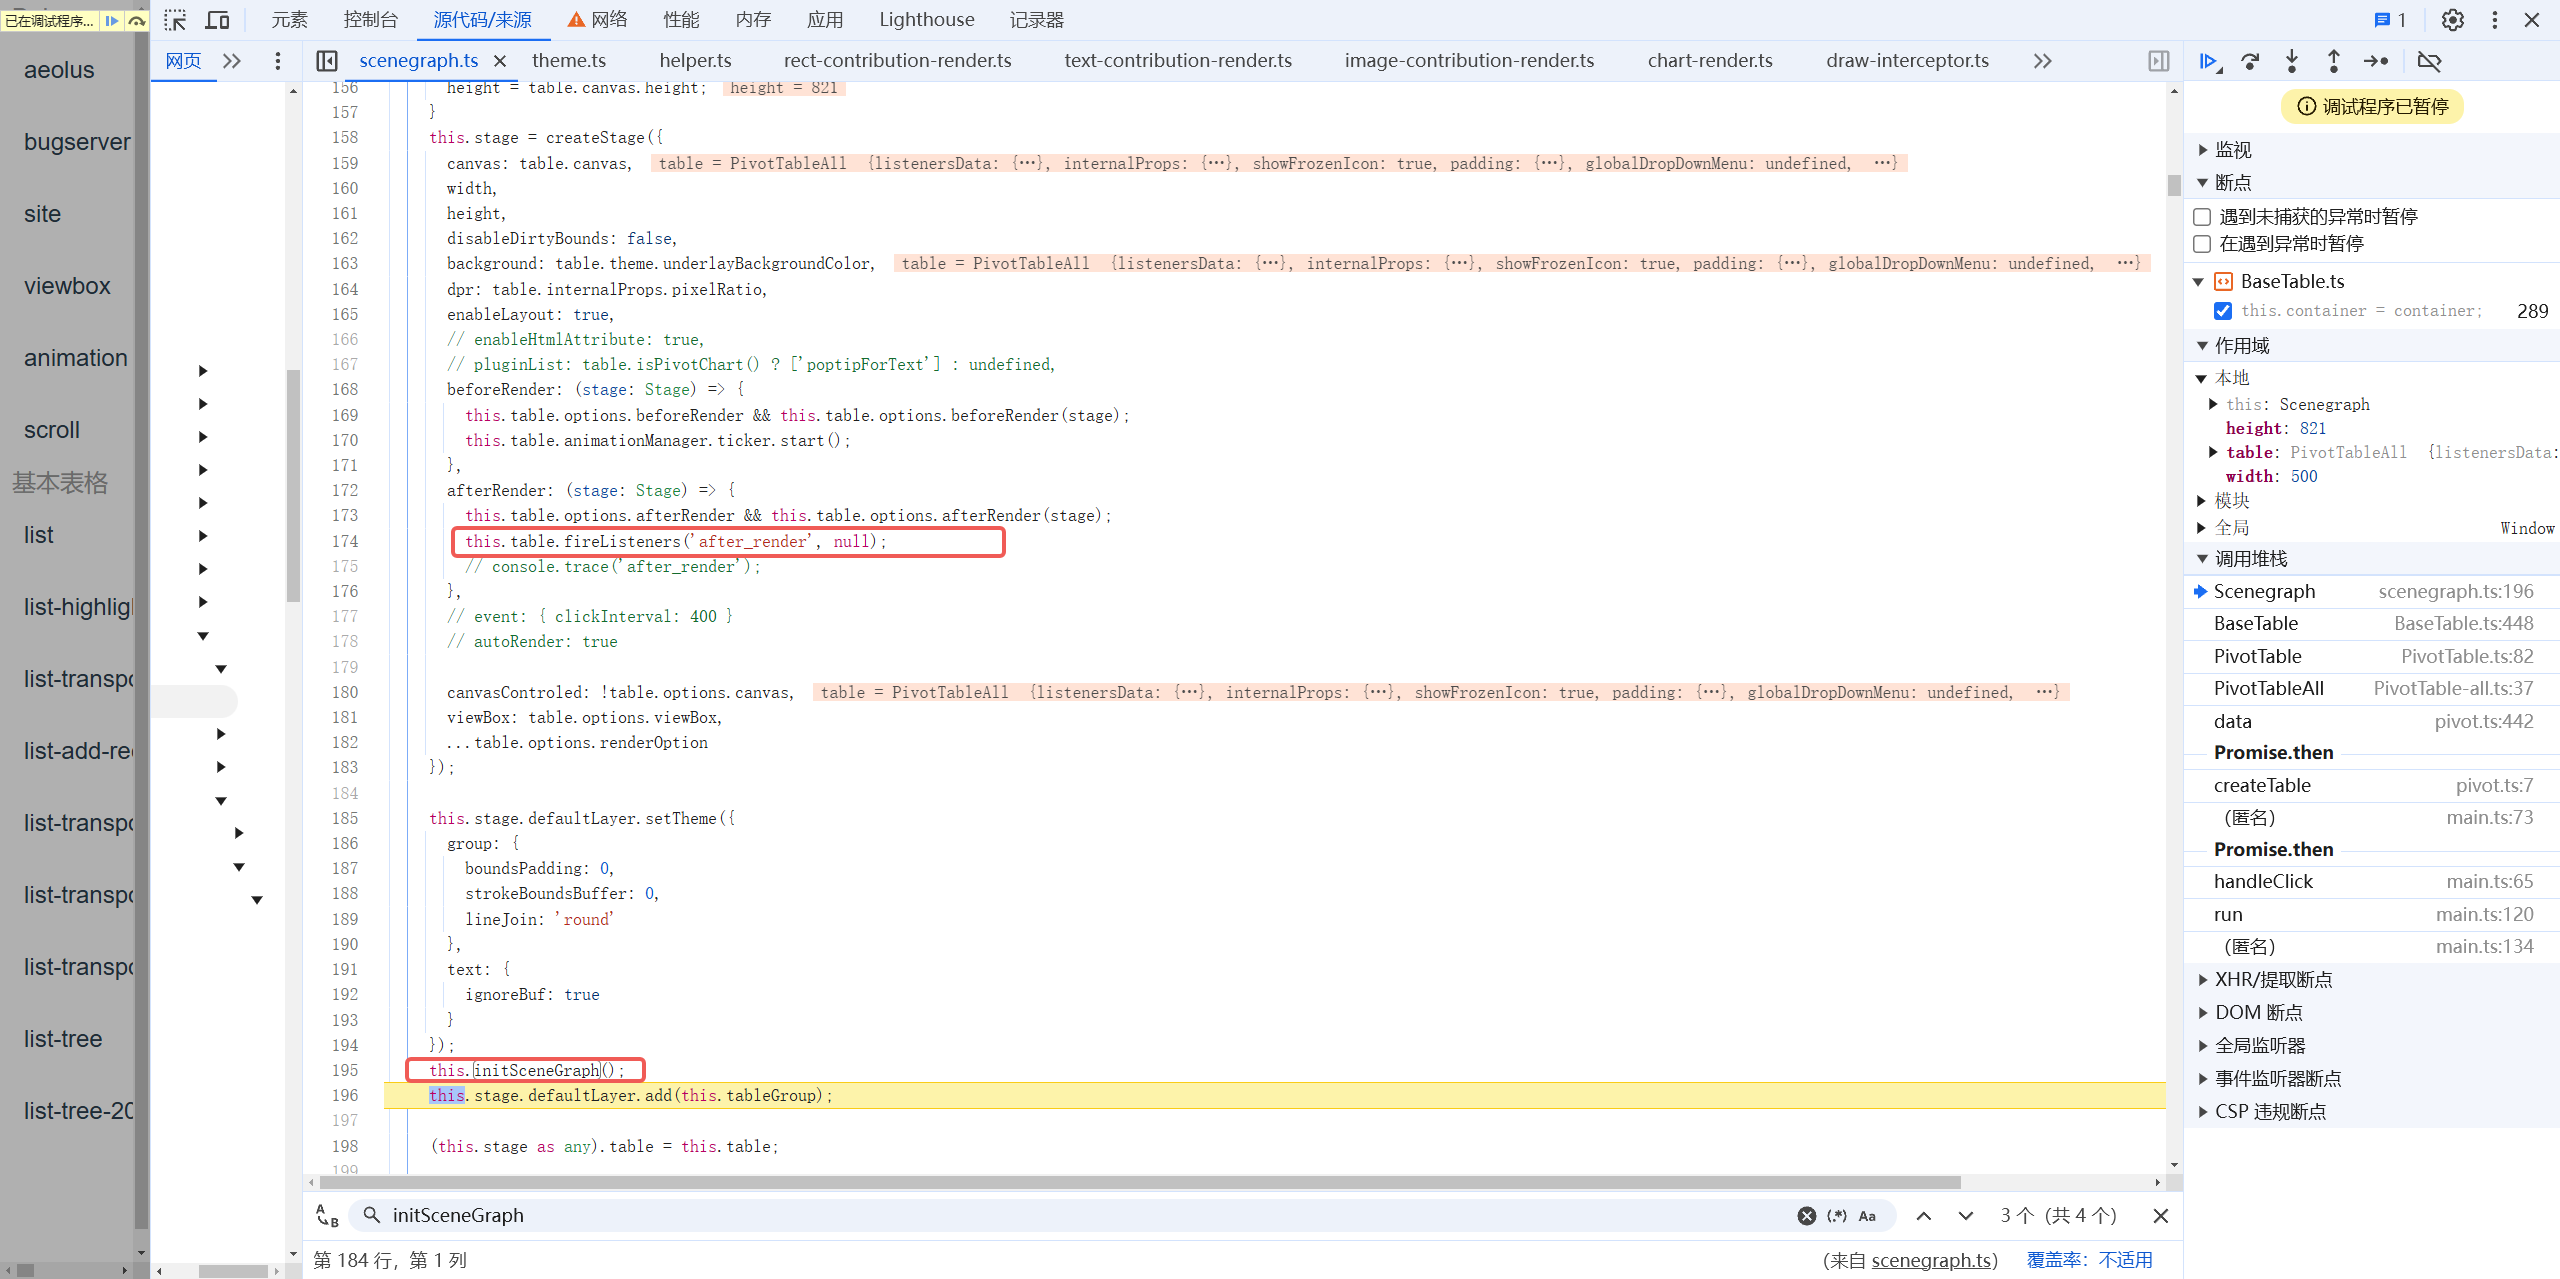 已在调试程序...
aeolus
bugserver
site
viewbox
animation
scroll
基本表格
list
list-highligh
list-transpo
list-add-rec
list-transpo
list-transpo
list-transpo
list-tree
list-tree-20
元素 控制台 源代码/来源 网络 性能 内存 应用 Lighthouse 记录器 1
网页
scenegraph.ts theme.ts helper.ts rect-contribution-render.ts text-contribution-render.ts image-contribution-render.ts chart-render.ts draw-interceptor.ts
156 height = table.canvas.height; height = 821
157 }
158 this.stage = createStage({
159 canvas: table.canvas, table = PivotTableAll {listenersData: {…}, internalProps: {…}, showFrozenIcon: true, padding: {…}, globalDropDownMenu: undefined, …}
160 width,
161 height,
162 disableDirtyBounds: false,
163 background: table.theme.underlayBackgroundColor, table = PivotTableAll {listenersData: {…}, internalProps: {…}, showFrozenIcon: true, padding: {…}, globalDropDownMenu: undefined, …}
164 dpr: table.internalProps.pixelRatio,
165 enableLayout: true,
166 // enableHtmlAttribute: true,
167 // pluginList: table.isPivotChart() ? ['poptipForText'] : undefined,
168 beforeRender: (stage: Stage) => {
169 this.table.options.beforeRender && this.table.options.beforeRender(stage);
170 this.table.animationManager.ticker.start();
171 },
172 afterRender: (stage: Stage) => {
173 this.table.options.afterRender && this.table.options.afterRender(stage);
174 this.table.fireListeners('after_render', null);
175 // console.trace('after_render');
176 },
177 // event: { clickInterval: 400 }
178 // autoRender: true
179
180 canvasControled: !table.options.canvas, table = PivotTableAll {listenersData: {…}, internalProps: {…}, showFrozenIcon: true, padding: {…}, globalDropDownMenu: undefined, …}
181 viewBox: table.options.viewBox,
182 ...table.options.renderOption
183 });
184
185 this.stage.defaultLayer.setTheme({
186 group: {
187 boundsPadding: 0,
188 strokeBoundsBuffer: 0,
189 lineJoin: 'round'
190 },
191 text: {
192 ignoreBuf: true
193 }
194 });
195 this.initSceneGraph();
196 this.stage.defaultLayer.add(this.tableGroup);
197
198 (this.stage as any).table = this.table;
199
initSceneGraph
(.*) Aa
3 个 (共 4 个)
第 184 行，第 1 列
(来自 scenegraph.ts) 覆盖率：不适用
调试程序已暂停
监视
断点
遇到未捕获的异常时暂停
在遇到异常时暂停
BaseTable.ts
this.container = container; 289
作用域
本地
this: Scenegraph
height: 821
table: PivotTableAll {listenersData:
width: 500
模块
全局 Window
调用堆栈
Scenegraph scenegraph.ts:196
BaseTable BaseTable.ts:448
PivotTable PivotTable.ts:82
PivotTableAll PivotTable-all.ts:37
data pivot.ts:442
Promise.then
createTable pivot.ts:7
（匿名） main.ts:73
Promise.then
handleClick main.ts:65
run main.ts:120
（匿名） main.ts:134
XHR/提取断点
DOM 断点
全局监听器
事件监听器断点
CSP 违规断点